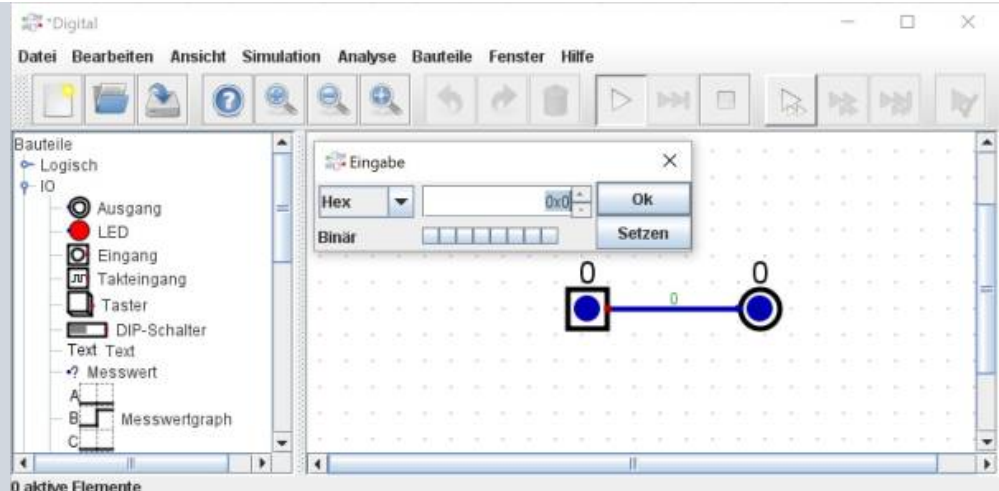 *Digital
Datei Bearbeiten Ansicht Simulation Analyse Bauteile Fenster Hilfe
Bauteile
Logisch
IO
Ausgang
LED
Eingang
Takteingang
Taster
DIP-Schalter
Text Text
Messwert
A
B
C
Messwertgraph
Eingabe
Hex
0x0
Ok
Binär
Setzen
0
0
0
0 aktive Elemente